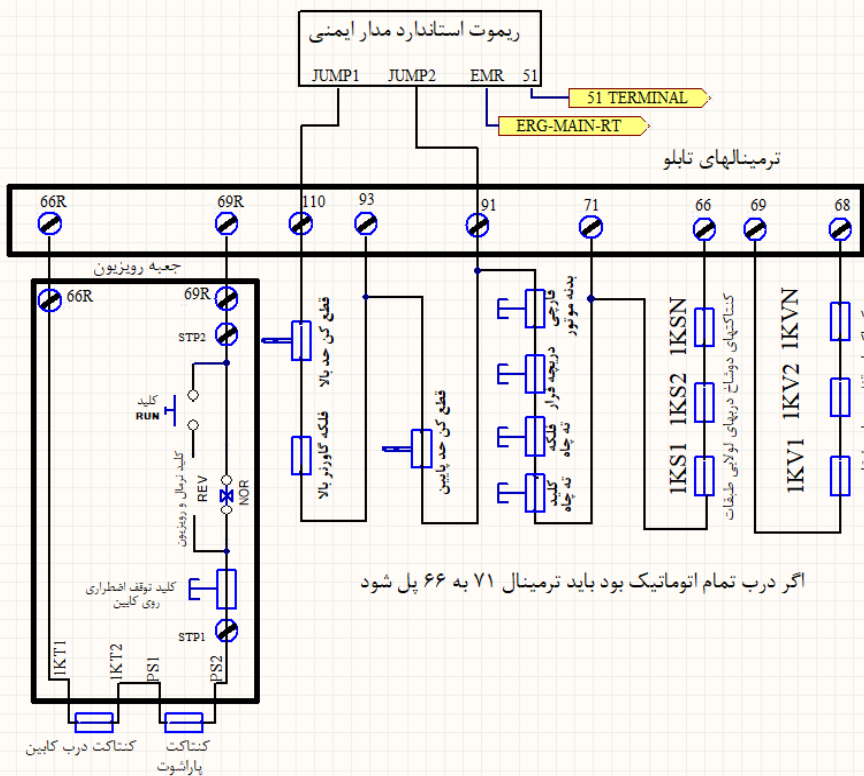 ریموت استاندارد مدار ایمنی
JUMP1 JUMP2 EMR 51
51 TERMINAL
ERG-MAIN-RT
ترمینالهای تابلو
66R 69R 110 93 91 71 66 69 68
جعبه رویزیون
66R 69R
STP2
کلید
RUN
کلید نرمال و رویزیون
REV
NOR
کلید توقف اضطراری
روی کابین
STP1
1KT1 1KT2 PS1 PS2
کنتاکت درب کابین
کنتاکت
پاراشوت
قطع کن حد بالا
فلکه گاورنر بالا
قطع کن حد پایین
قارچی
بدنه موتور
دریچه فرار
فلکه
ته چاه
کلید
ته چاه
1KSN
1KS2
1KS1
کنتاکتهای دوشاخ دربهای لولایی طبقات
1KVN
1KV2
1KV1
اگر درب تمام اتوماتیک بود باید ترمینال ۷۱ به ۶۶ پل شود